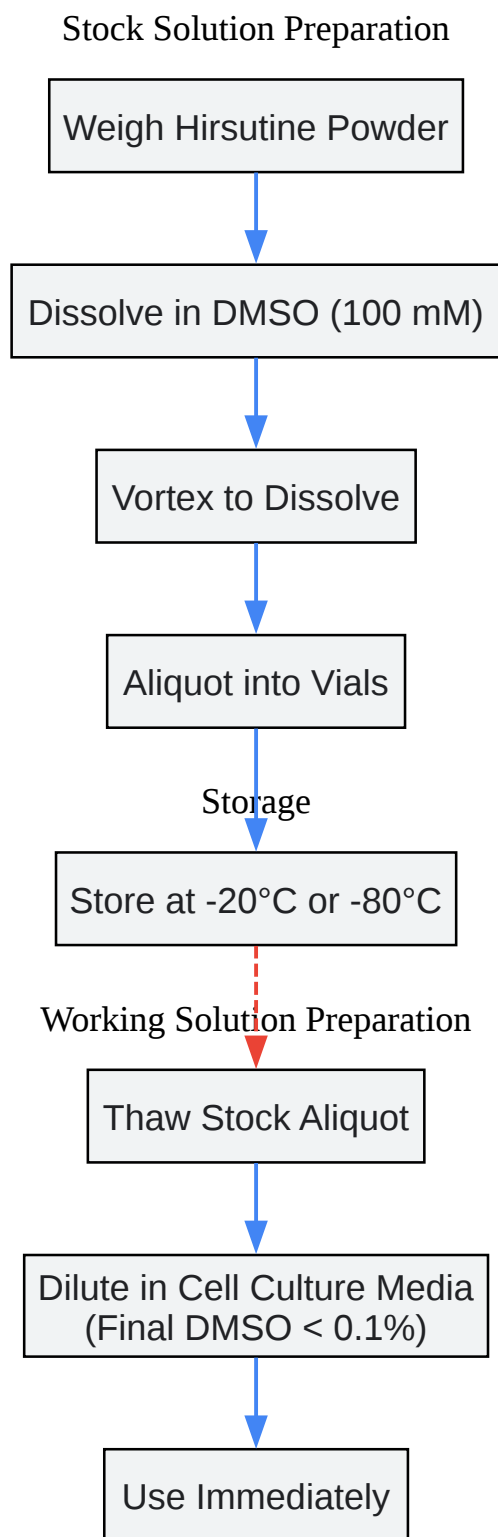 Stock Solution Preparation
Weigh Hirsutine Powder
Dissolve in DMSO (100 mM)
Vortex to Dissolve
Aliquot into Vials
Storage
Store at -20°C or -80°C
Working Solution Preparation
Thaw Stock Aliquot
Dilute in Cell Culture Media
(Final DMSO < 0.1%)
Use Immediately